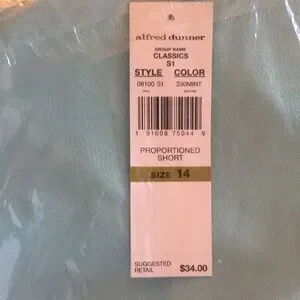 alfred dunner
GROUP NAME
CLASSICS
S1
STYLE COLOR
08100 S1 330MINT
1 91608 75044 9
PROPORTIONED
SHORT
SIZE 14
SUGGESTED
RETAIL $34.00